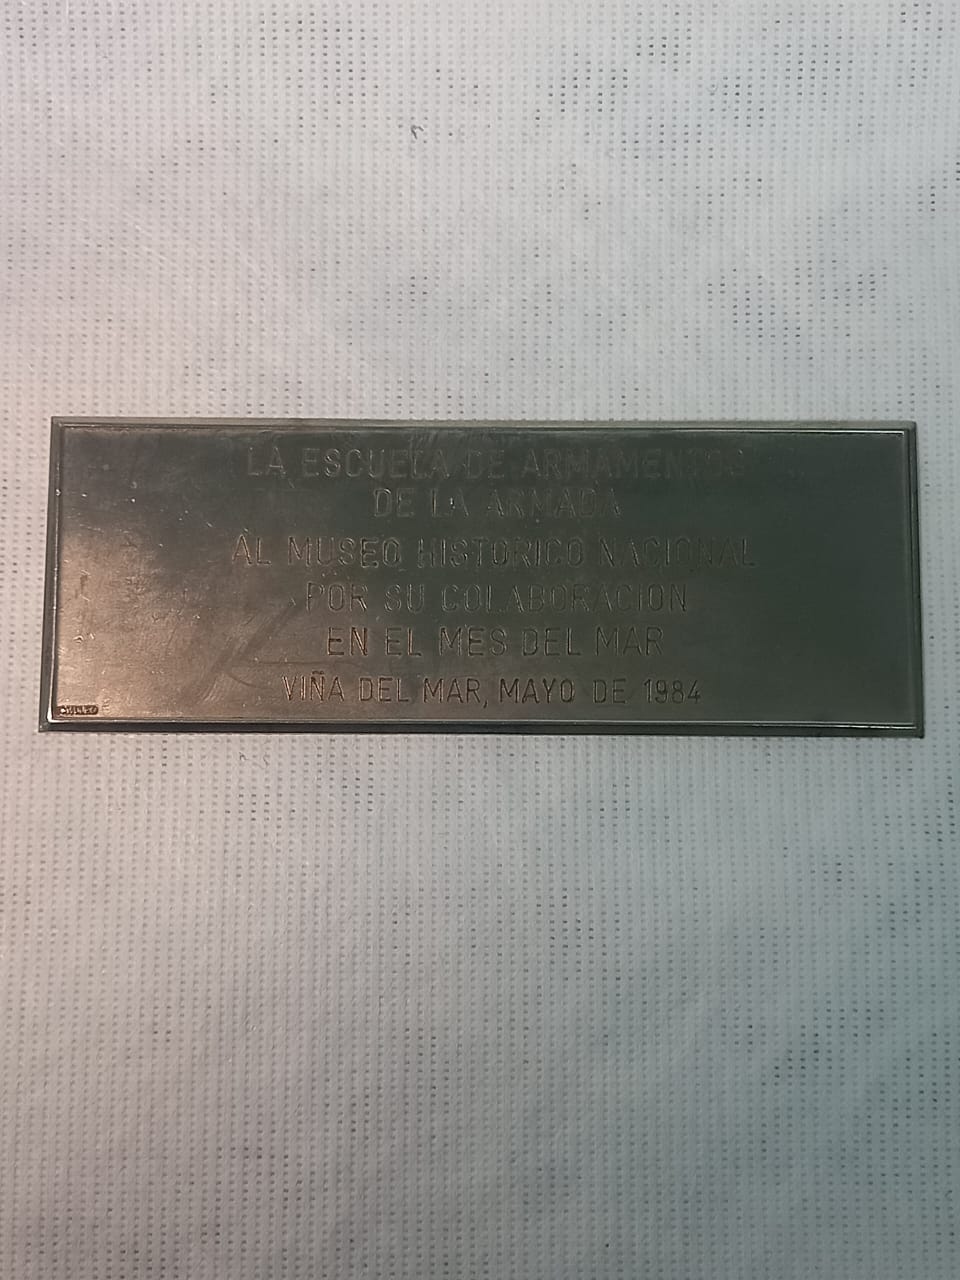 LA ESCUELA DE ARMAMENTOS
DE LA ARMADA
AL MUSEO HISTORICO NACIONAL
POR SU COLABORACION
EN EL MES DEL MAR
VIÑA DEL MAR, MAYO DE 1984